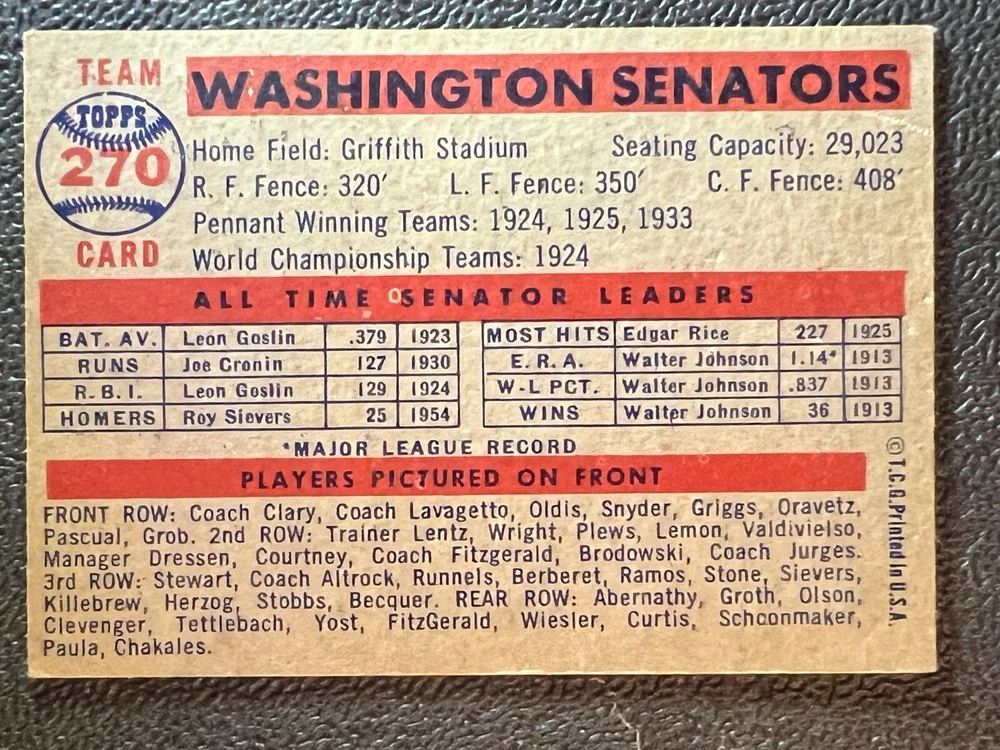 TEAM
TOPPS
270
CARD
WASHINGTON SENATORS
Home Field: Griffith Stadium Seating Capacity: 29,023
R. F. Fence: 320′ L. F. Fence: 350′ C. F. Fence: 408′
Pennant Winning Teams: 1924, 1925, 1933
World Championship Teams: 1924
ALL TIME SENATOR LEADERS
BAT. AV. Leon Goslin .379 1923 MOST HITS Edgar Rice 227 1925
RUNS Joe Cronin 127 1930 E. R. A. Walter Johnson 1.14* 1913
R. B. I. Leon Goslin 129 1924 W-L PCT. Walter Johnson .837 1913
HOMERS Roy Sievers 25 1954 WINS Walter Johnson 36 1913
*MAJOR LEAGUE RECORD
PLAYERS PICTURED ON FRONT
FRONT ROW: Coach Clary, Coach Lavagetto, Oldis, Snyder, Griggs, Oravetz,
Pascual, Grob. 2nd ROW: Trainer Lentz, Wright, Plews, Lemon, Valdivielso,
Manager Dressen, Courtney, Coach Fitzgerald, Brodowski, Coach Jurges.
3rd ROW: Stewart, Coach Altrock, Runnels, Berberet, Ramos, Stone, Sievers,
Killebrew, Herzog, Stobbs, Becquer. REAR ROW: Abernathy, Groth, Olson,
Clevenger, Tettlebach, Yost, FitzGerald, Wiesler, Curtis, Schoonmaker,
Paula, Chakales.
© T.C.G. Printed in U.S.A.